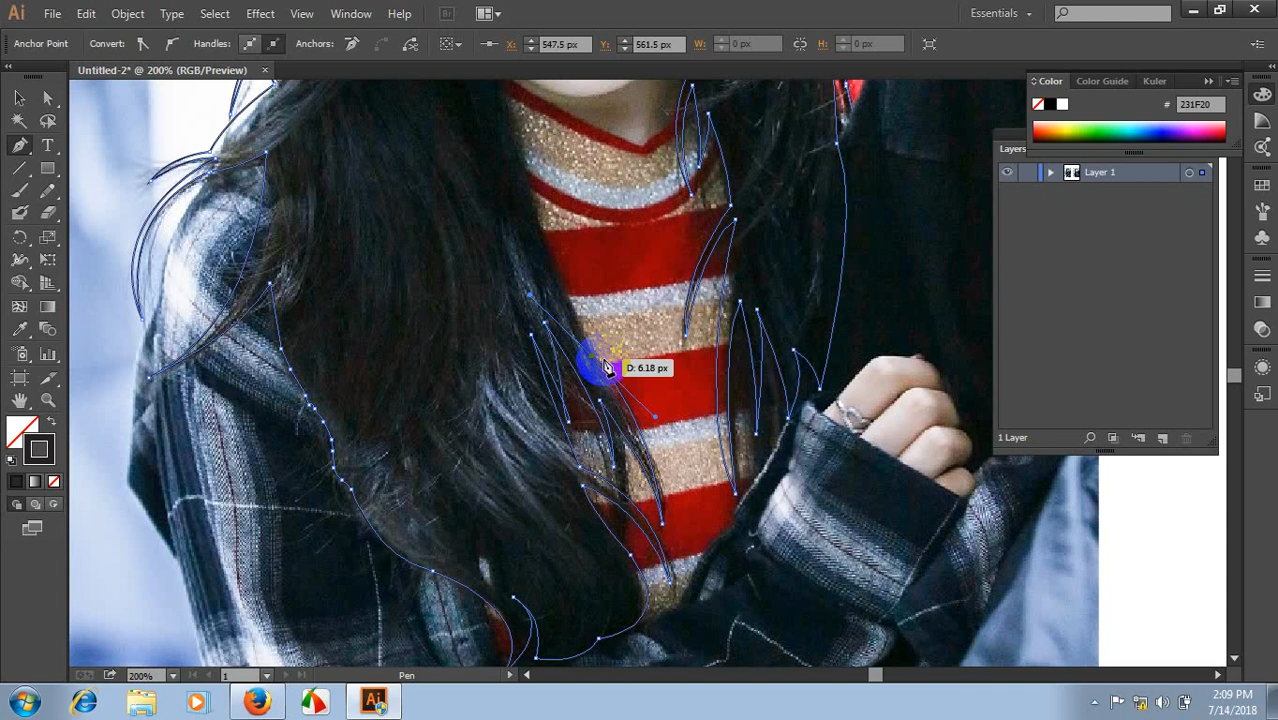 Ai File Edit Object Type Select Effect View Window Help Br Essentials
Anchor Point Convert: Handles: Anchors: X: 547.5 px Y: 561.5 px W: 0 px H: 0 px
Untitled-2* @ 200% (RGB/Preview) ×
Color Color Guide Kuler
# 231F20
Layers
Layer 1
D: 6.18 px
1 Layer
200% 1 Pen
Ai
2:09 PM
7/14/2018